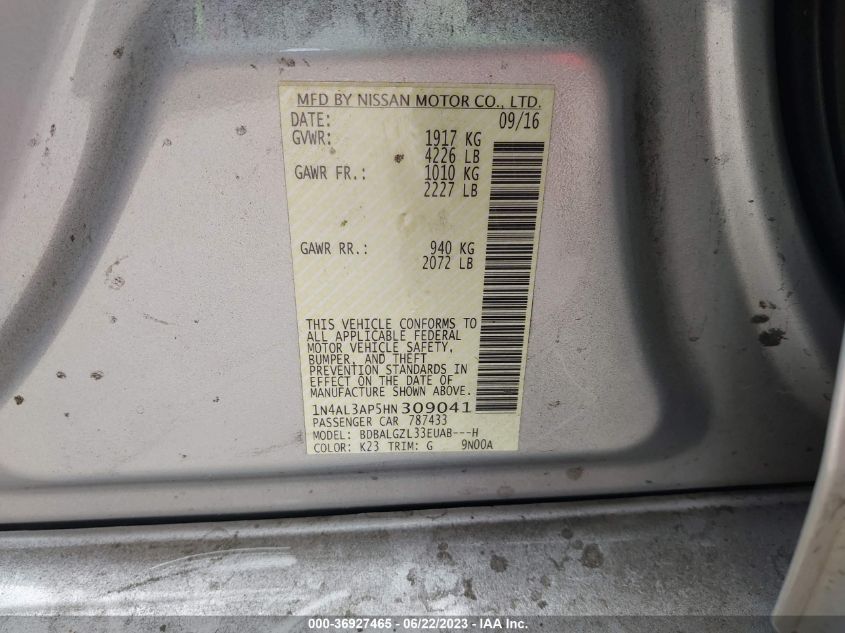 MFD BY NISSAN MOTOR CO., LTD.
DATE: 09/16
GVWR: 1917 KG
4226 LB
GAWR FR.: 1010 KG
2227 LB
GAWR RR.: 940 KG
2072 LB
THIS VEHICLE CONFORMS TO
ALL APPLICABLE FEDERAL
MOTOR VEHICLE SAFETY,
BUMPER, AND THEFT
PREVENTION STANDARDS IN
EFFECT ON THE DATE OF
MANUFACTURE SHOWN ABOVE.
1N4AL3AP5HN309041
PASSENGER CAR 787433
MODEL: BDBALGZL33EUAB---H
COLOR: K23 TRIM: G 9N00A
000-36927465 - 06/22/2023 - IAAI.com